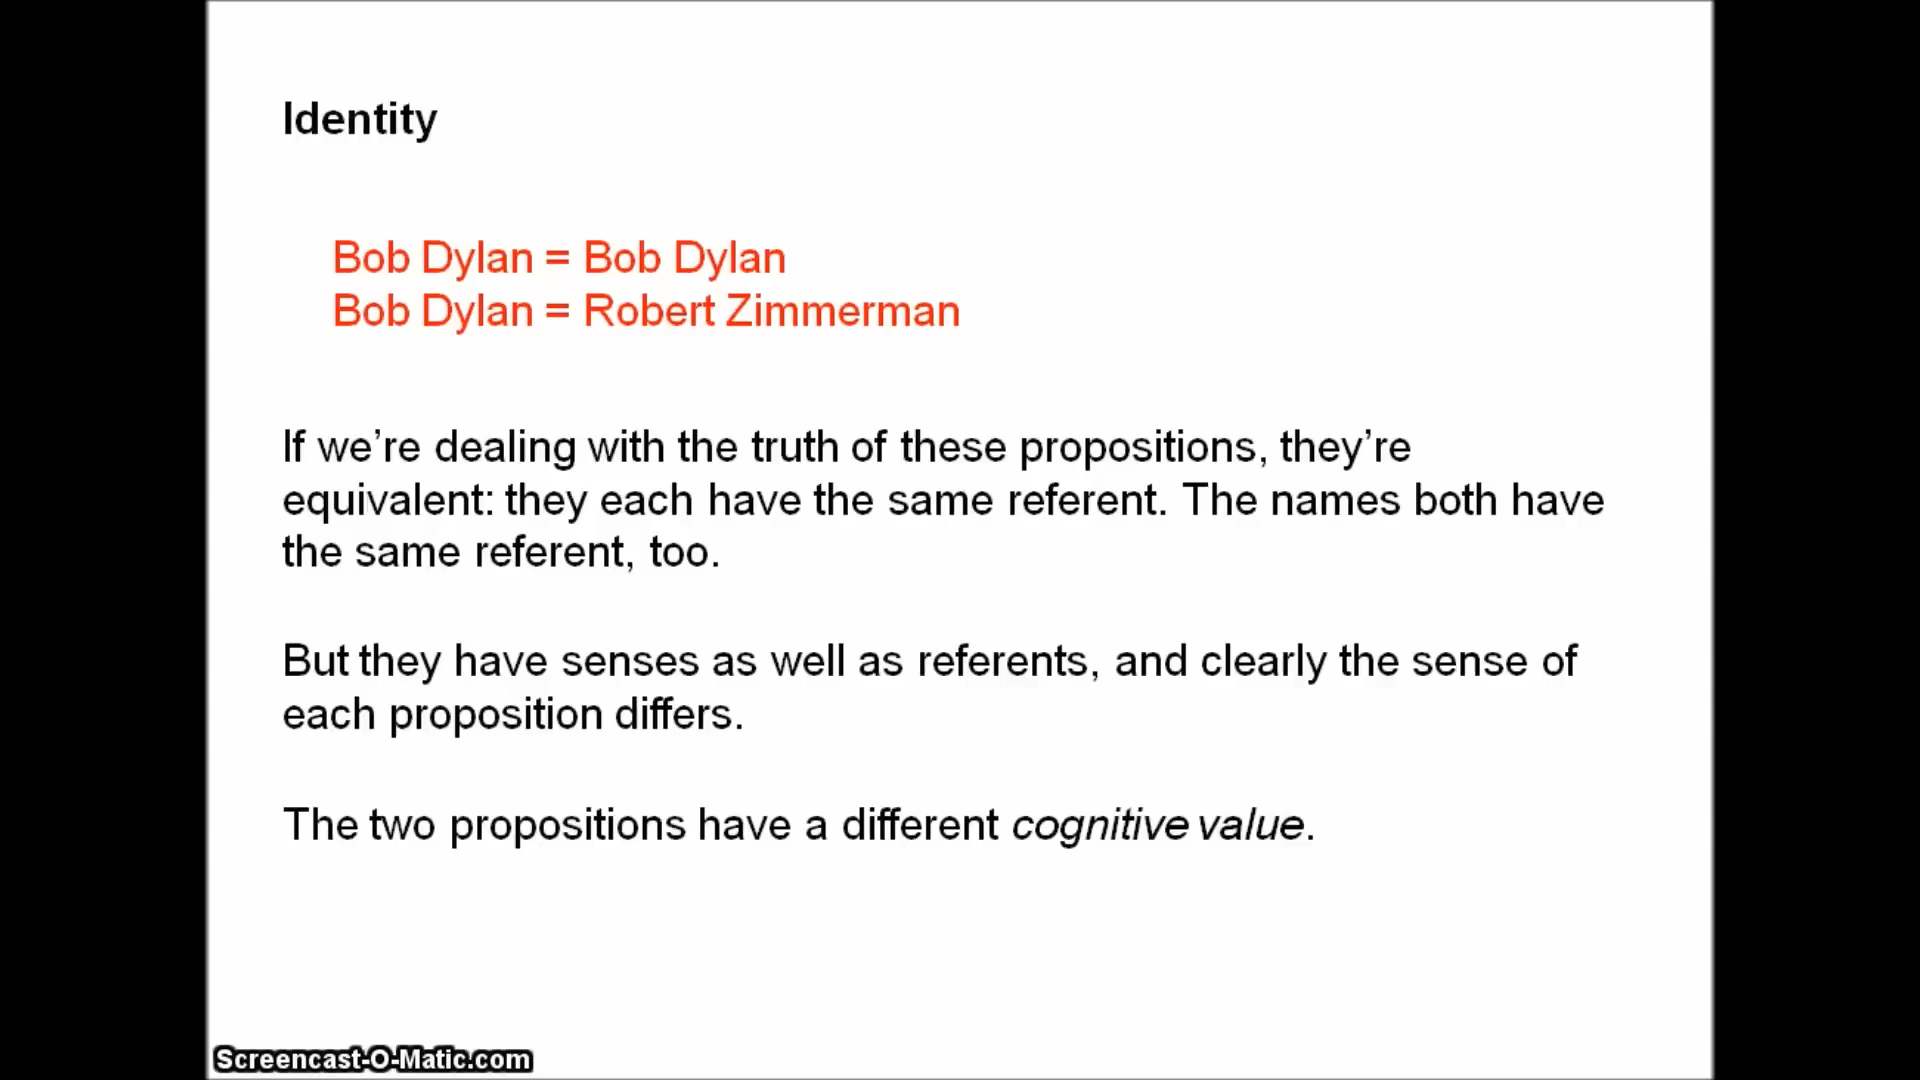 Identity
Bob Dylan = Bob Dylan
Bob Dylan = Robert Zimmerman
If we’re dealing with the truth of these propositions, they’re
equivalent: they each have the same referent. The names both have
the same referent, too.
But they have senses as well as referents, and clearly the sense of
each proposition differs.
The two propositions have a different cognitive value.
Screencast-O-Matic.com